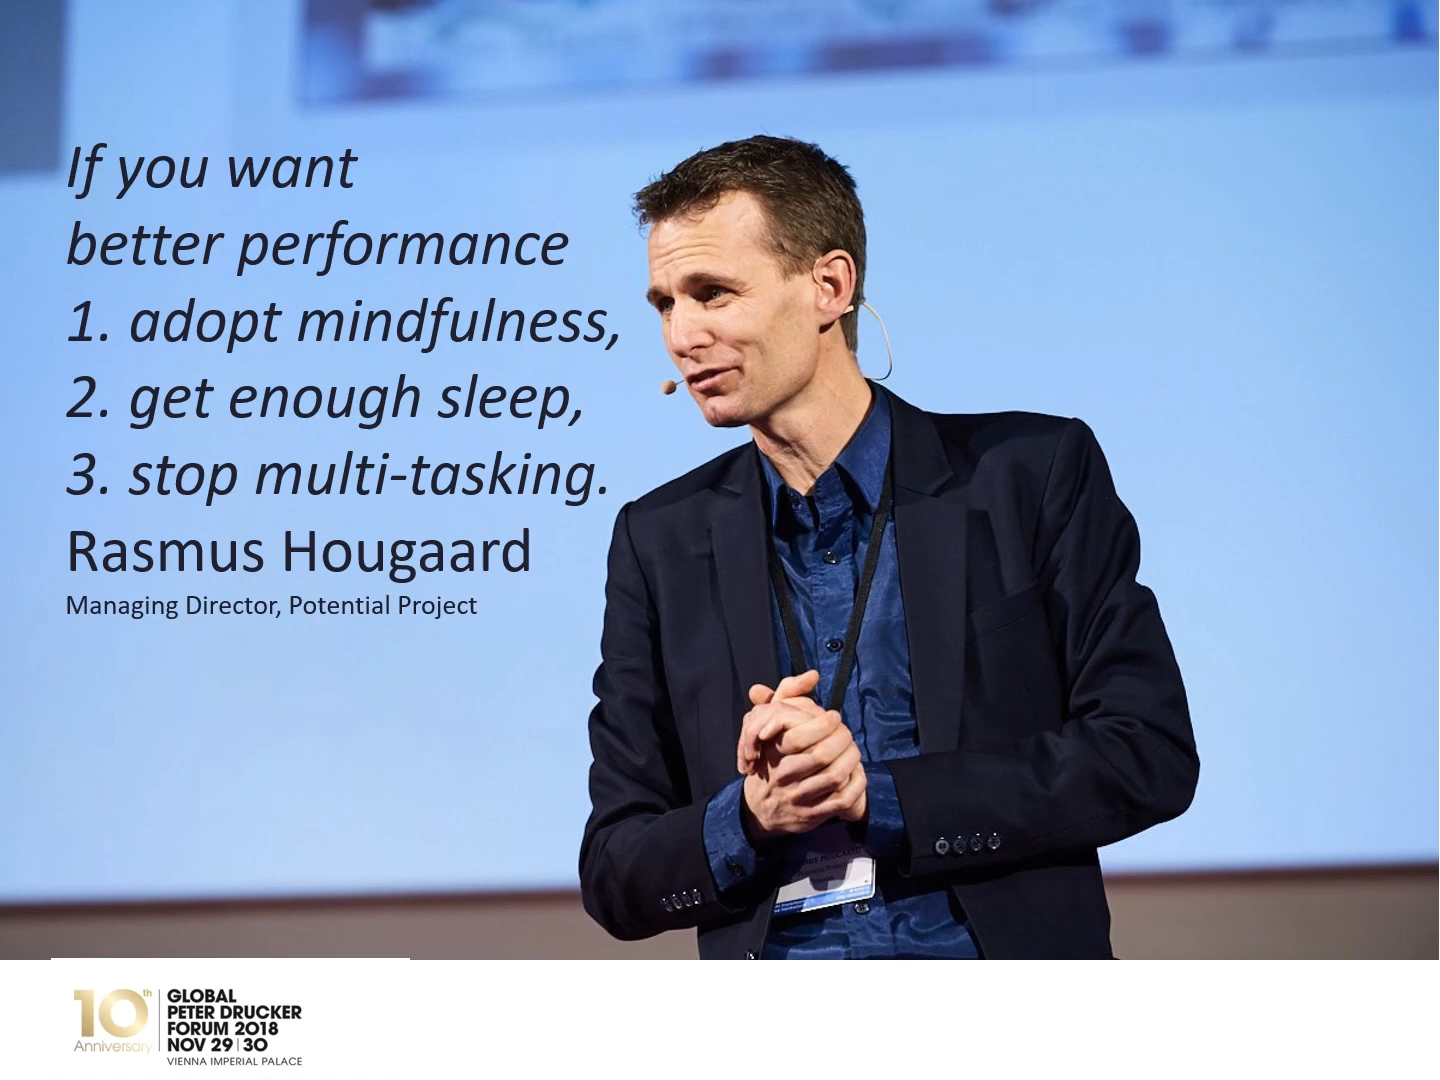 If you want
better performance
1. adopt mindfulness,
2. get enough sleep,
3. stop multi-tasking.
Rasmus Hougaard
Managing Director, Potential Project
10th
Anniversary
GLOBAL
PETER DRUCKER
FORUM 2018
NOV 29 | 30
VIENNA IMPERIAL PALACE